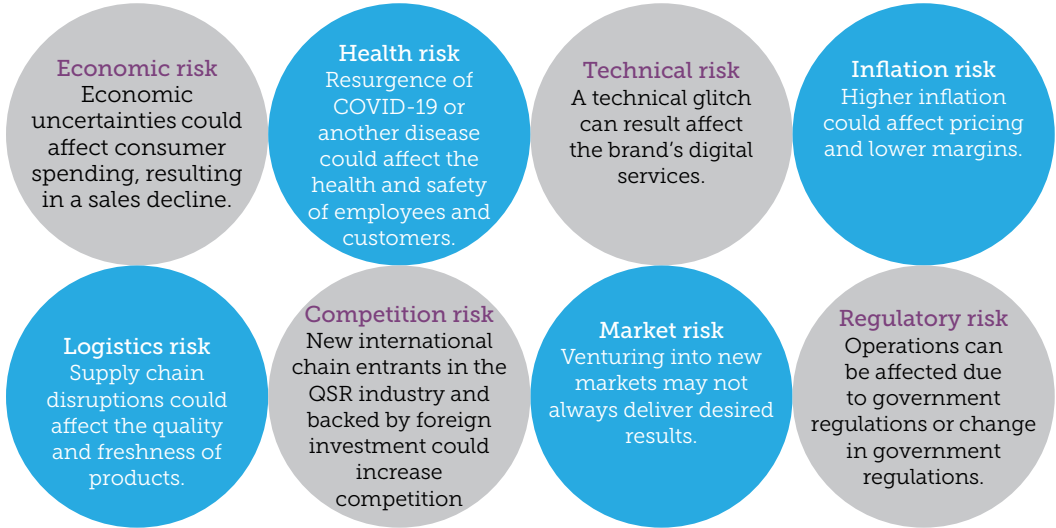 Economic risk
Economic
uncertainties could
affect consumer
spending, resulting
in a sales decline.
Health risk
Resurgence of
COVID-19 or
another disease
could affect the
health and safety
of employees and
customers.
Technical risk
A technical glitch
can result affect
the brand’s digital
services.
Inflation risk
Higher inflation
could affect pricing
and lower margins.
Logistics risk
Supply chain
disruptions could
affect the quality
and freshness of
products.
Competition risk
New international
chain entrants in the
QSR industry and
backed by foreign
investment could
increase
competition
Market risk
Venturing into new
markets may not
always deliver desired
results.
Regulatory risk
Operations can
be affected due
to government
regulations or change
in government
regulations.